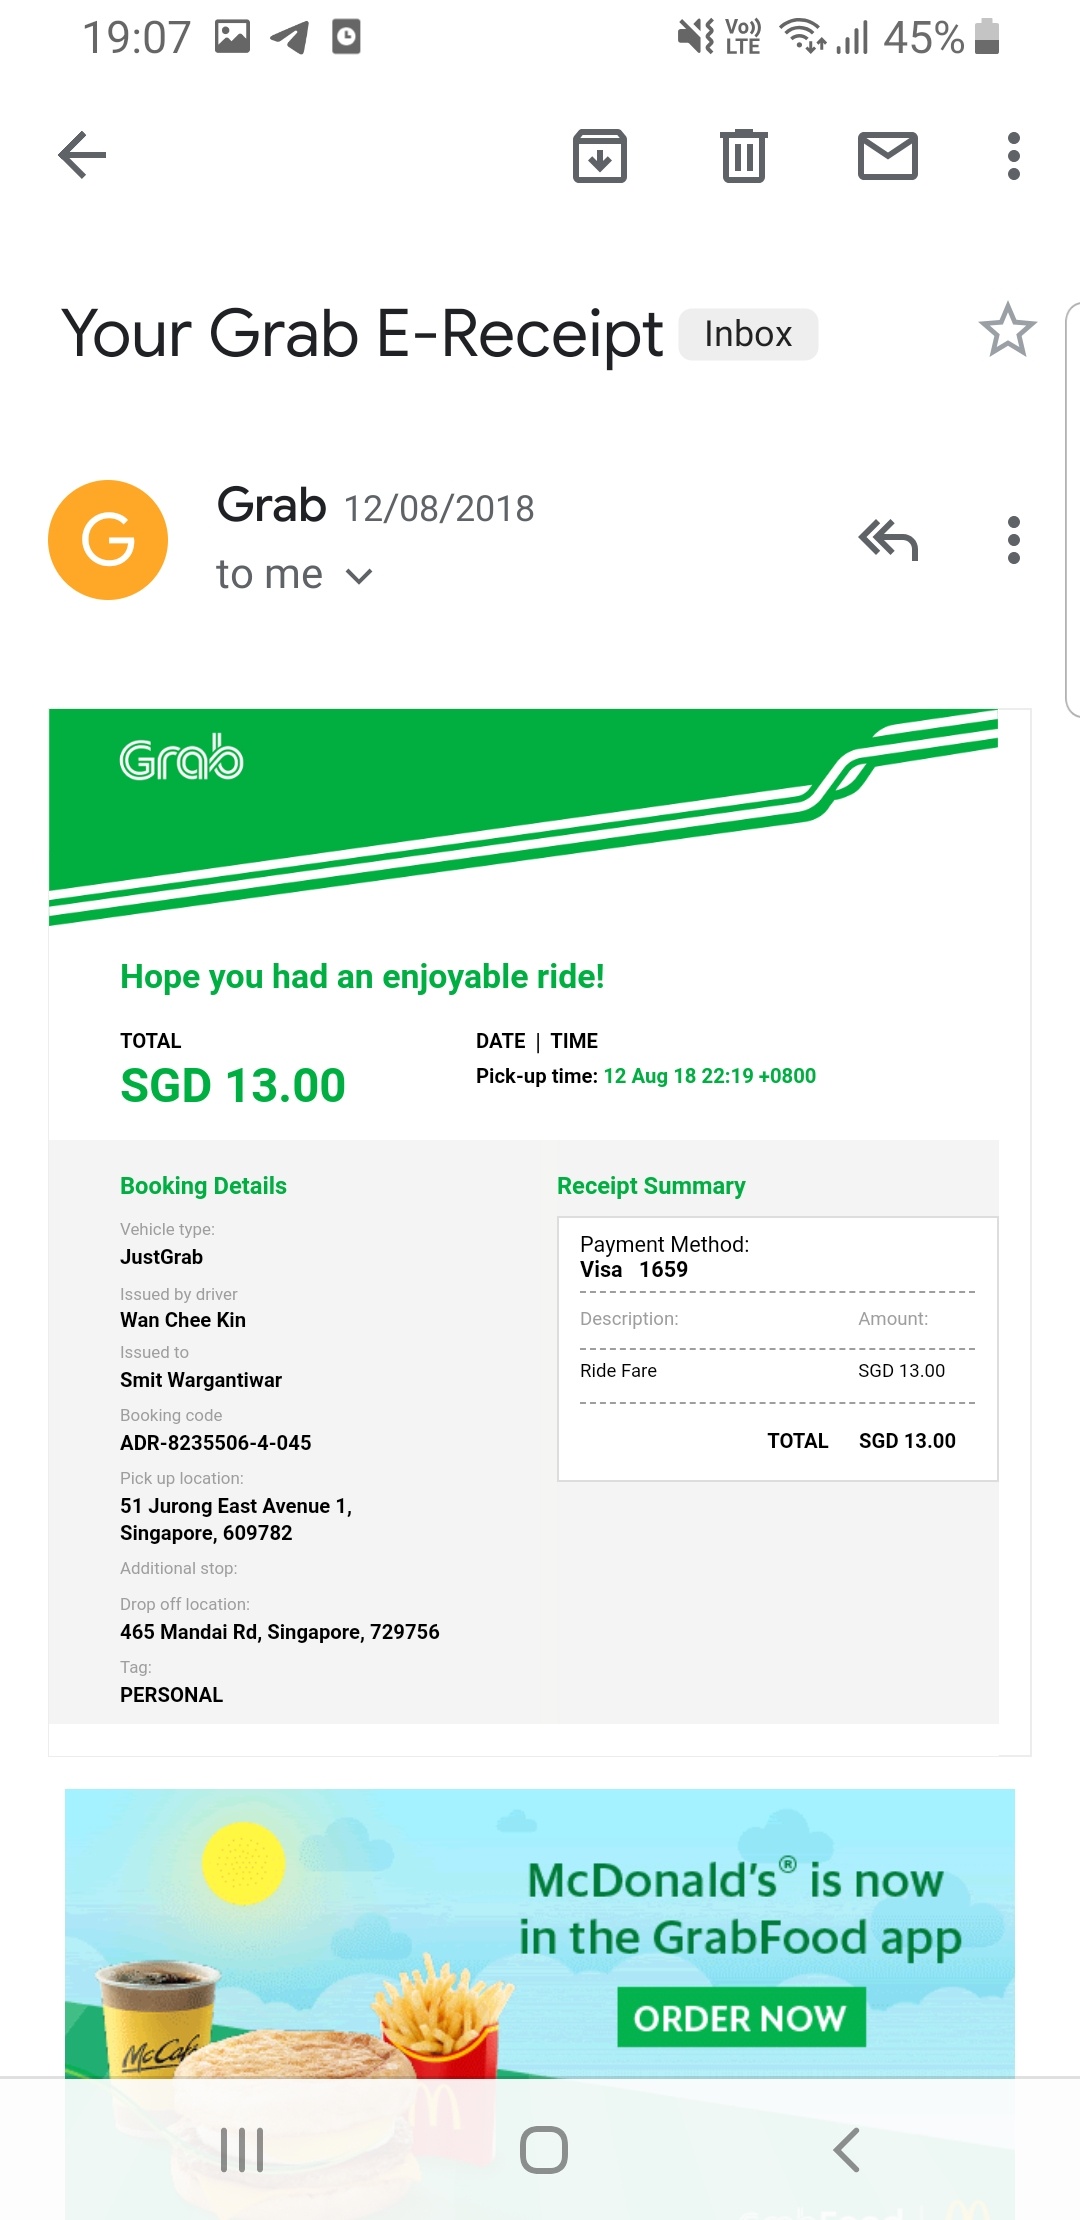 19:07
Vo)) LTE 45%
Your Grab E-Receipt Inbox
G
Grab 12/08/2018
to me
Grab
Hope you had an enjoyable ride!
TOTAL
SGD 13.00
DATE | TIME
Pick-up time: 12 Aug 18 22:19 +0800
Booking Details
Vehicle type:
JustGrab
Issued by driver
Wan Chee Kin
Issued to
Smit Wargantiwar
Booking code
ADR-8235506-4-045
Pick up location:
51 Jurong East Avenue 1,
Singapore, 609782
Additional stop:
Drop off location:
465 Mandai Rd, Singapore, 729756
Tag:
PERSONAL
Receipt Summary
Payment Method:
Visa 1659
Description: Amount:
Ride Fare SGD 13.00
TOTAL SGD 13.00
McDonald's® is now
in the GrabFood app
ORDER NOW
McCafé